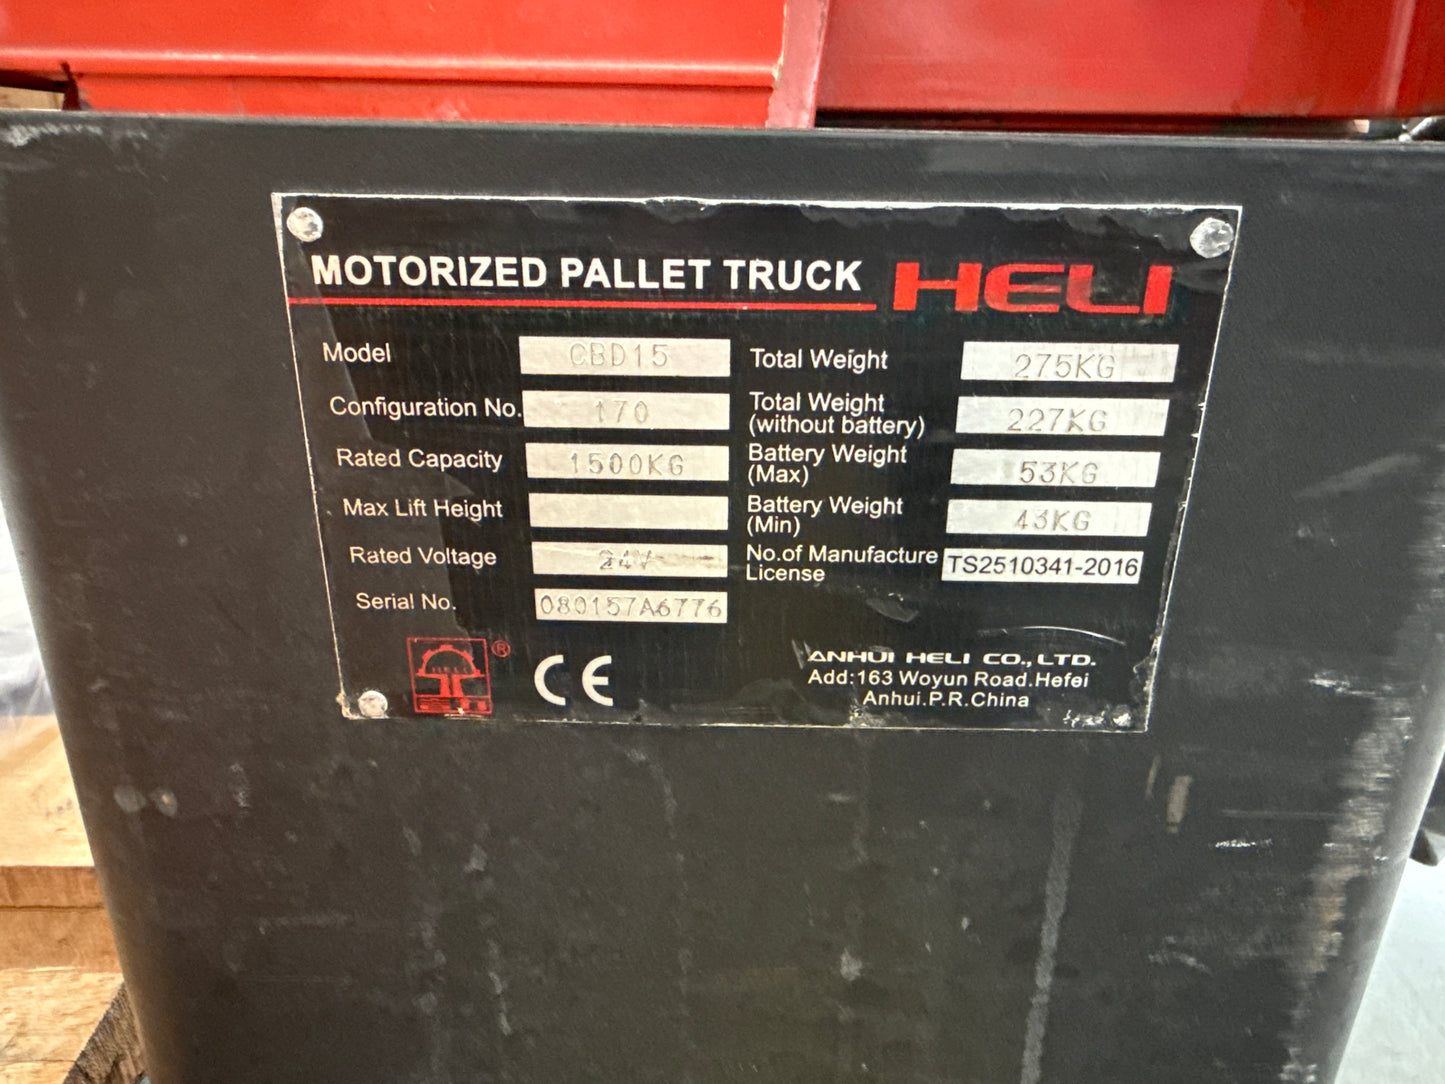 MOTORIZED PALLET TRUCK HELI
Model CBD15 Total Weight 275KG
Configuration No. 170 Total Weight (without battery) 227KG
Rated Capacity 1500KG Battery Weight (Max) 53KG
Max Lift Height Battery Weight (Min) 43KG
Rated Voltage 24V No.of Manufacture License TS2510341-2016
Serial No. 080157A6776
HELI ®
CE
ANHUI HELI CO.,LTD.
Add:163 Woyun Road.Hefei
Anhui.P.R.China